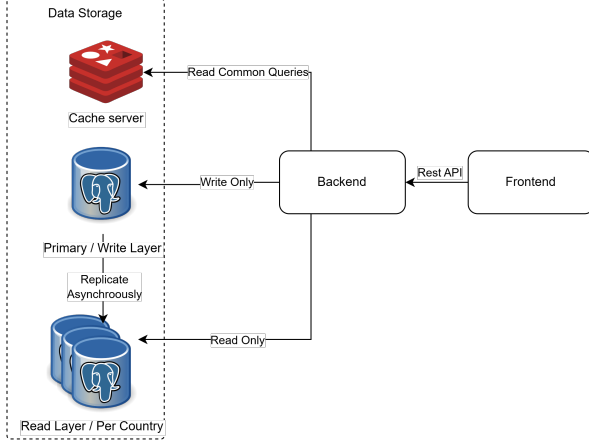 Data Storage
Read Common Queries
Cache server
Write Only
Backend
Rest API
Frontend
Primary / Write Layer
Replicate
Asynchroously
Read Only
Read Layer / Per Country